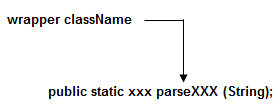 wrapper className
public static xxx parseXXX (String);